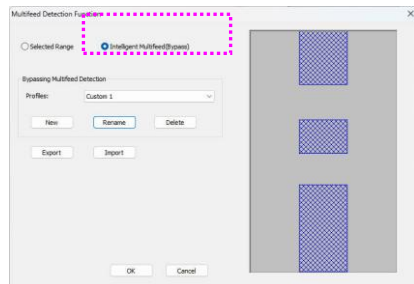 Multifeed Detection Function
Selected Range
Intelligent Multifeed(Bypass)
Bypassing Multifeed Detection
Profiles:
Custom 1
New
Rename
Delete
Export
Import
OK
Cancel